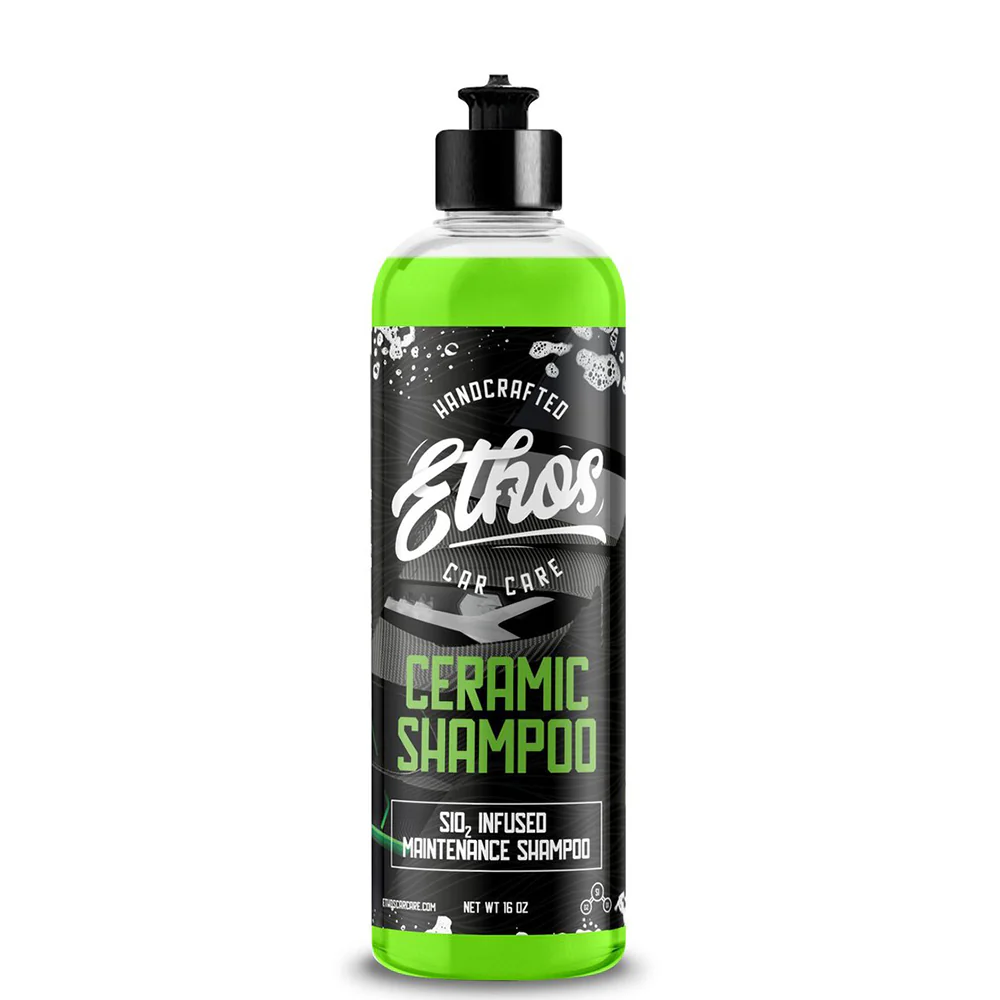 HANDCRAFTED
Ethos
CAR CARE
CERAMIC
SHAMPOO
SIO₂ INFUSED
MAINTENANCE SHAMPOO
ETHOSCARCARE.COM NET WT 16 OZ